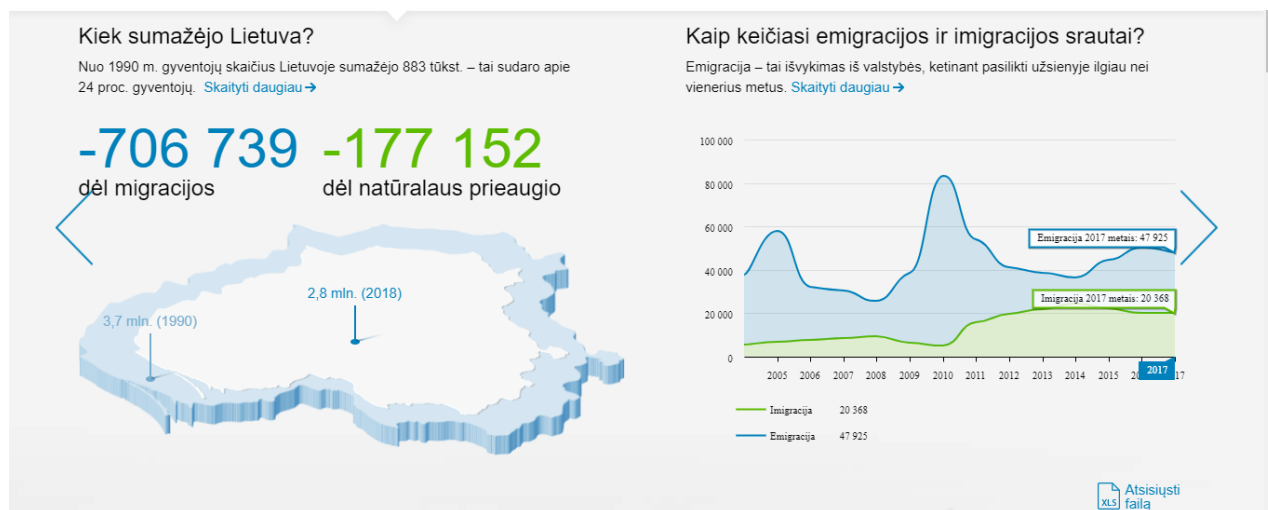 Kiek sumažėjo Lietuva?
Nuo 1990 m. gyventojų skaičius Lietuvoje sumažėjo 883 tūkst. – tai sudaro apie
24 proc. gyventojų. Skaityti daugiau →
-706 739
dėl migracijos
-177 152
dėl natūralaus prieaugio
2,8 mln. (2018)
3,7 mln. (1990)
Kaip keičiasi emigracijos ir imigracijos srautai?
Emigracija – tai išvykimas iš valstybės, ketinant pasilikti užsienyje ilgiau nei
vienerius metus. Skaityti daugiau →
100 000
80 000
60 000
40 000
20 000
0
Emigracija 2017 metais: 47 925
Imigracija 2017 metais: 20 368
2005 2006 2007 2008 2009 2010 2011 2012 2013 2014 2015 2017
Imigracija 20 368
Emigracija 47 925
XLS
Atsisiųsti
failą